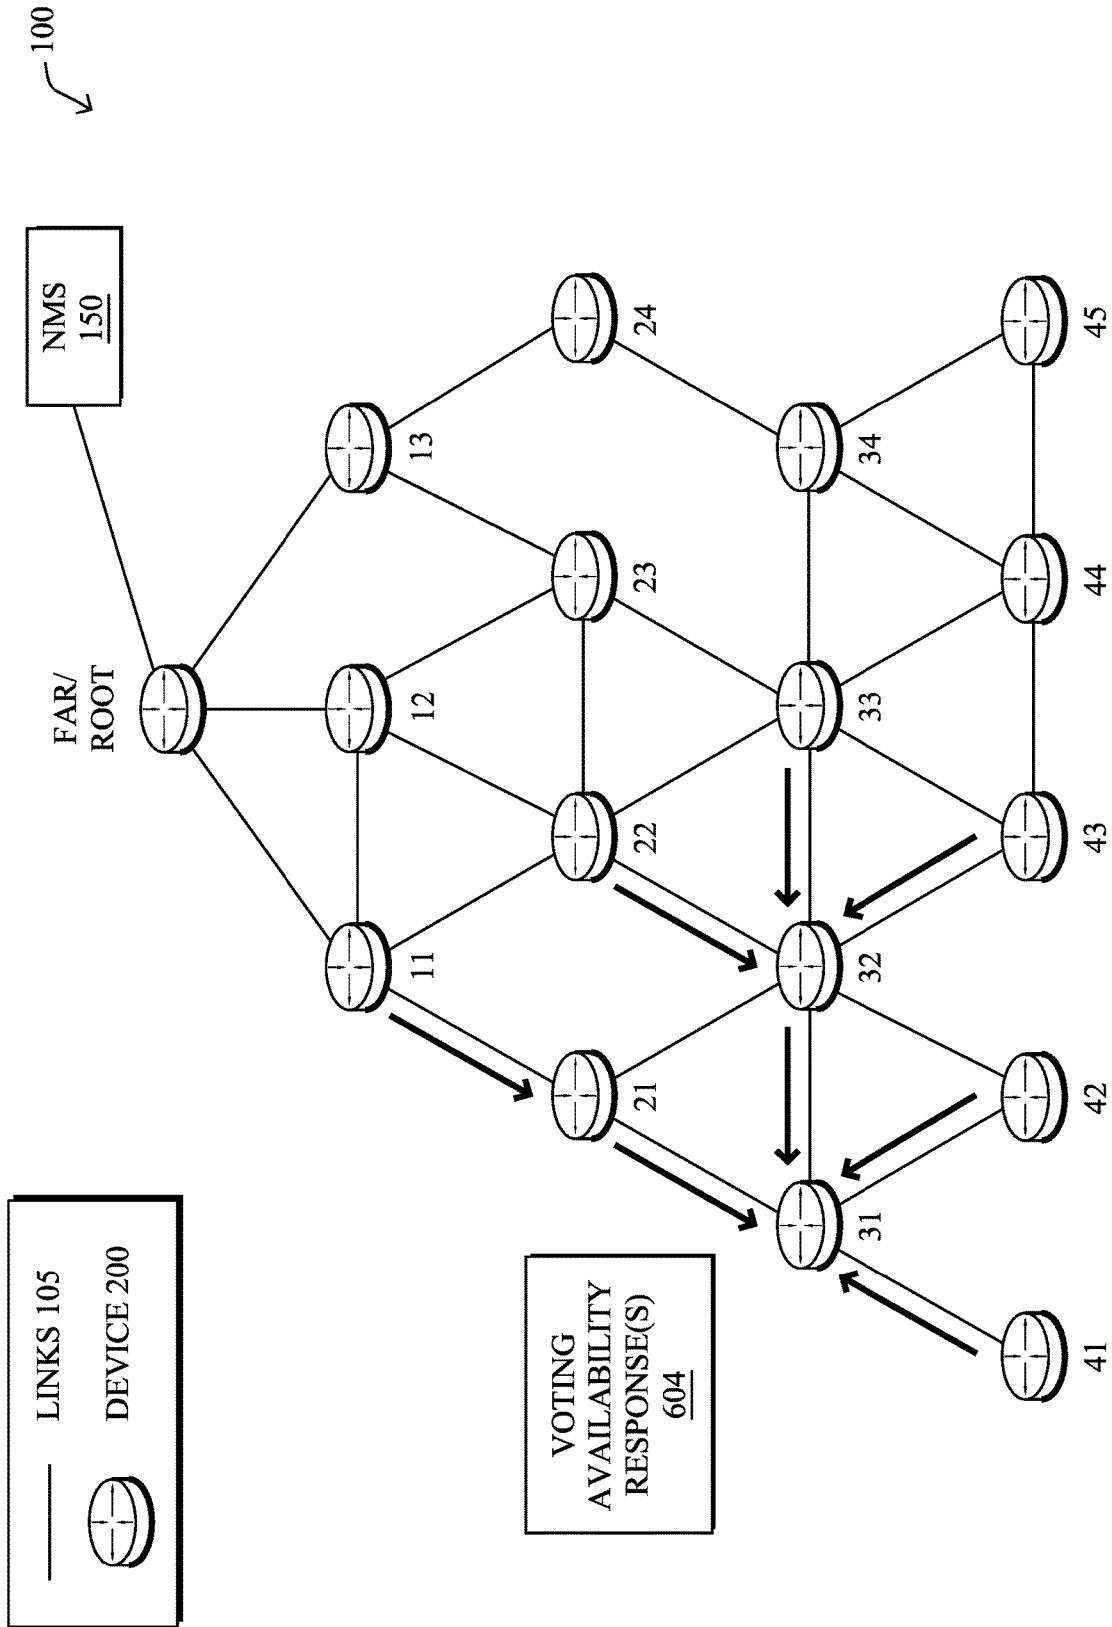 100
LINKS 105
DEVICE 200
NMS
150
FAR/
ROOT
11
12
13
VOTING
AVAILABILITY
RESPONSE(S)
604
21
22
23
24
31
32
33
34
41
42
43
44
45